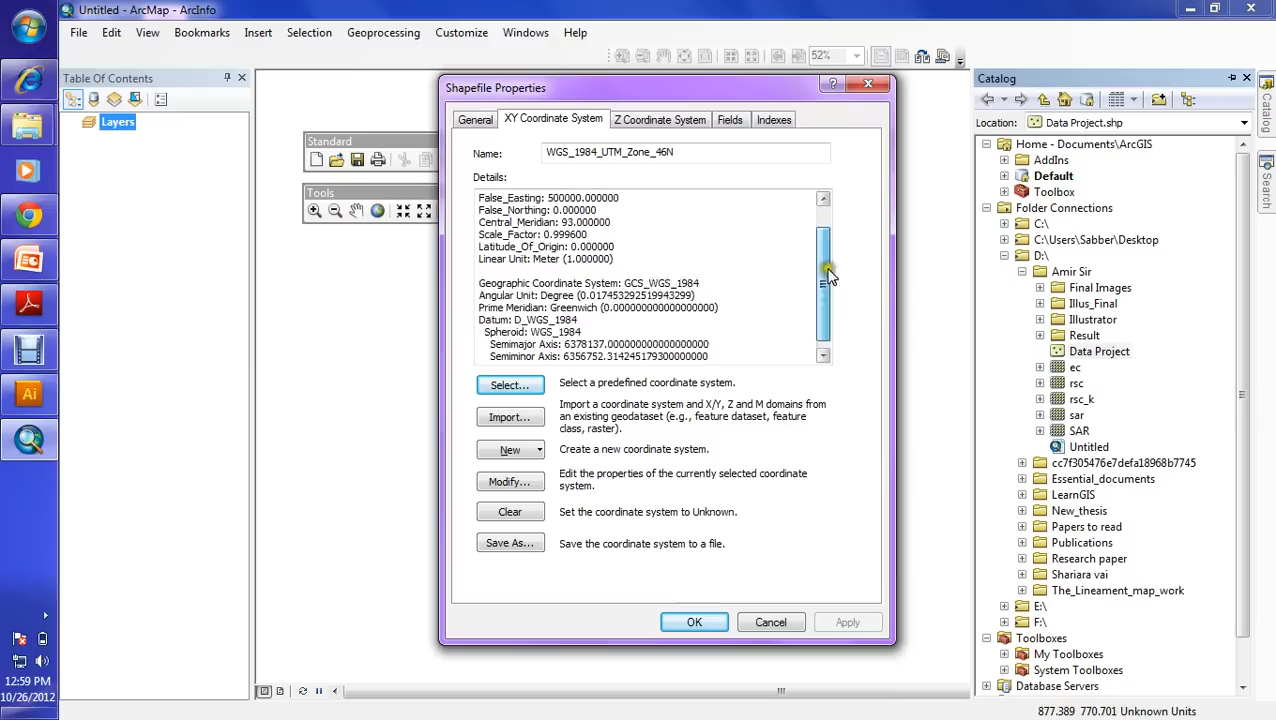 Untitled - ArcMap - ArcInfo
File Edit View Bookmarks Insert Selection Geoprocessing Customize Windows Help
52%
Table Of Contents
Layers
Standard
Tools
Shapefile Properties
General XY Coordinate System Z Coordinate System Fields Indexes
Name: WGS_1984_UTM_Zone_46N
Details:
False_Easting: 500000.000000
False_Northing: 0.000000
Central_Meridian: 93.000000
Scale_Factor: 0.999600
Latitude_Of_Origin: 0.000000
Linear Unit: Meter (1.000000)
Geographic Coordinate System: GCS_WGS_1984
Angular Unit: Degree (0.017453292519943299)
Prime Meridian: Greenwich (0.000000000000000000)
Datum: D_WGS_1984
Spheroid: WGS_1984
Semimajor Axis: 6378137.000000000000000000
Semiminor Axis: 6356752.314245179300000000
Select... Select a predefined coordinate system.
Import... Import a coordinate system and X/Y, Z and M domains from
an existing geodataset (e.g., feature dataset, feature
class, raster).
New Create a new coordinate system.
Modify... Edit the properties of the currently selected coordinate
system.
Clear Set the coordinate system to Unknown.
Save As... Save the coordinate system to a file.
OK Cancel Apply
Catalog
Location: Data Project.shp
Home - Documents\ArcGIS
AddIns
Default
Toolbox
Folder Connections
C:\
C:\Users\Sabber\Desktop
D:\
Amir Sir
Final Images
Illus_Final
Illustrator
Result
Data Project
ec
rsc
rsc_k
sar
SAR
Untitled
cc7f305476e7defa18968b7745
Essential_documents
LearnGIS
New_thesis
Papers to read
Publications
Research paper
Shariara vai
The_Lineament_map_work
E:\
F:\
Toolboxes
My Toolboxes
System Toolboxes
Database Servers
Catalog
Search
12:59 PM
10/26/2012
877.389 770.701 Unknown Units